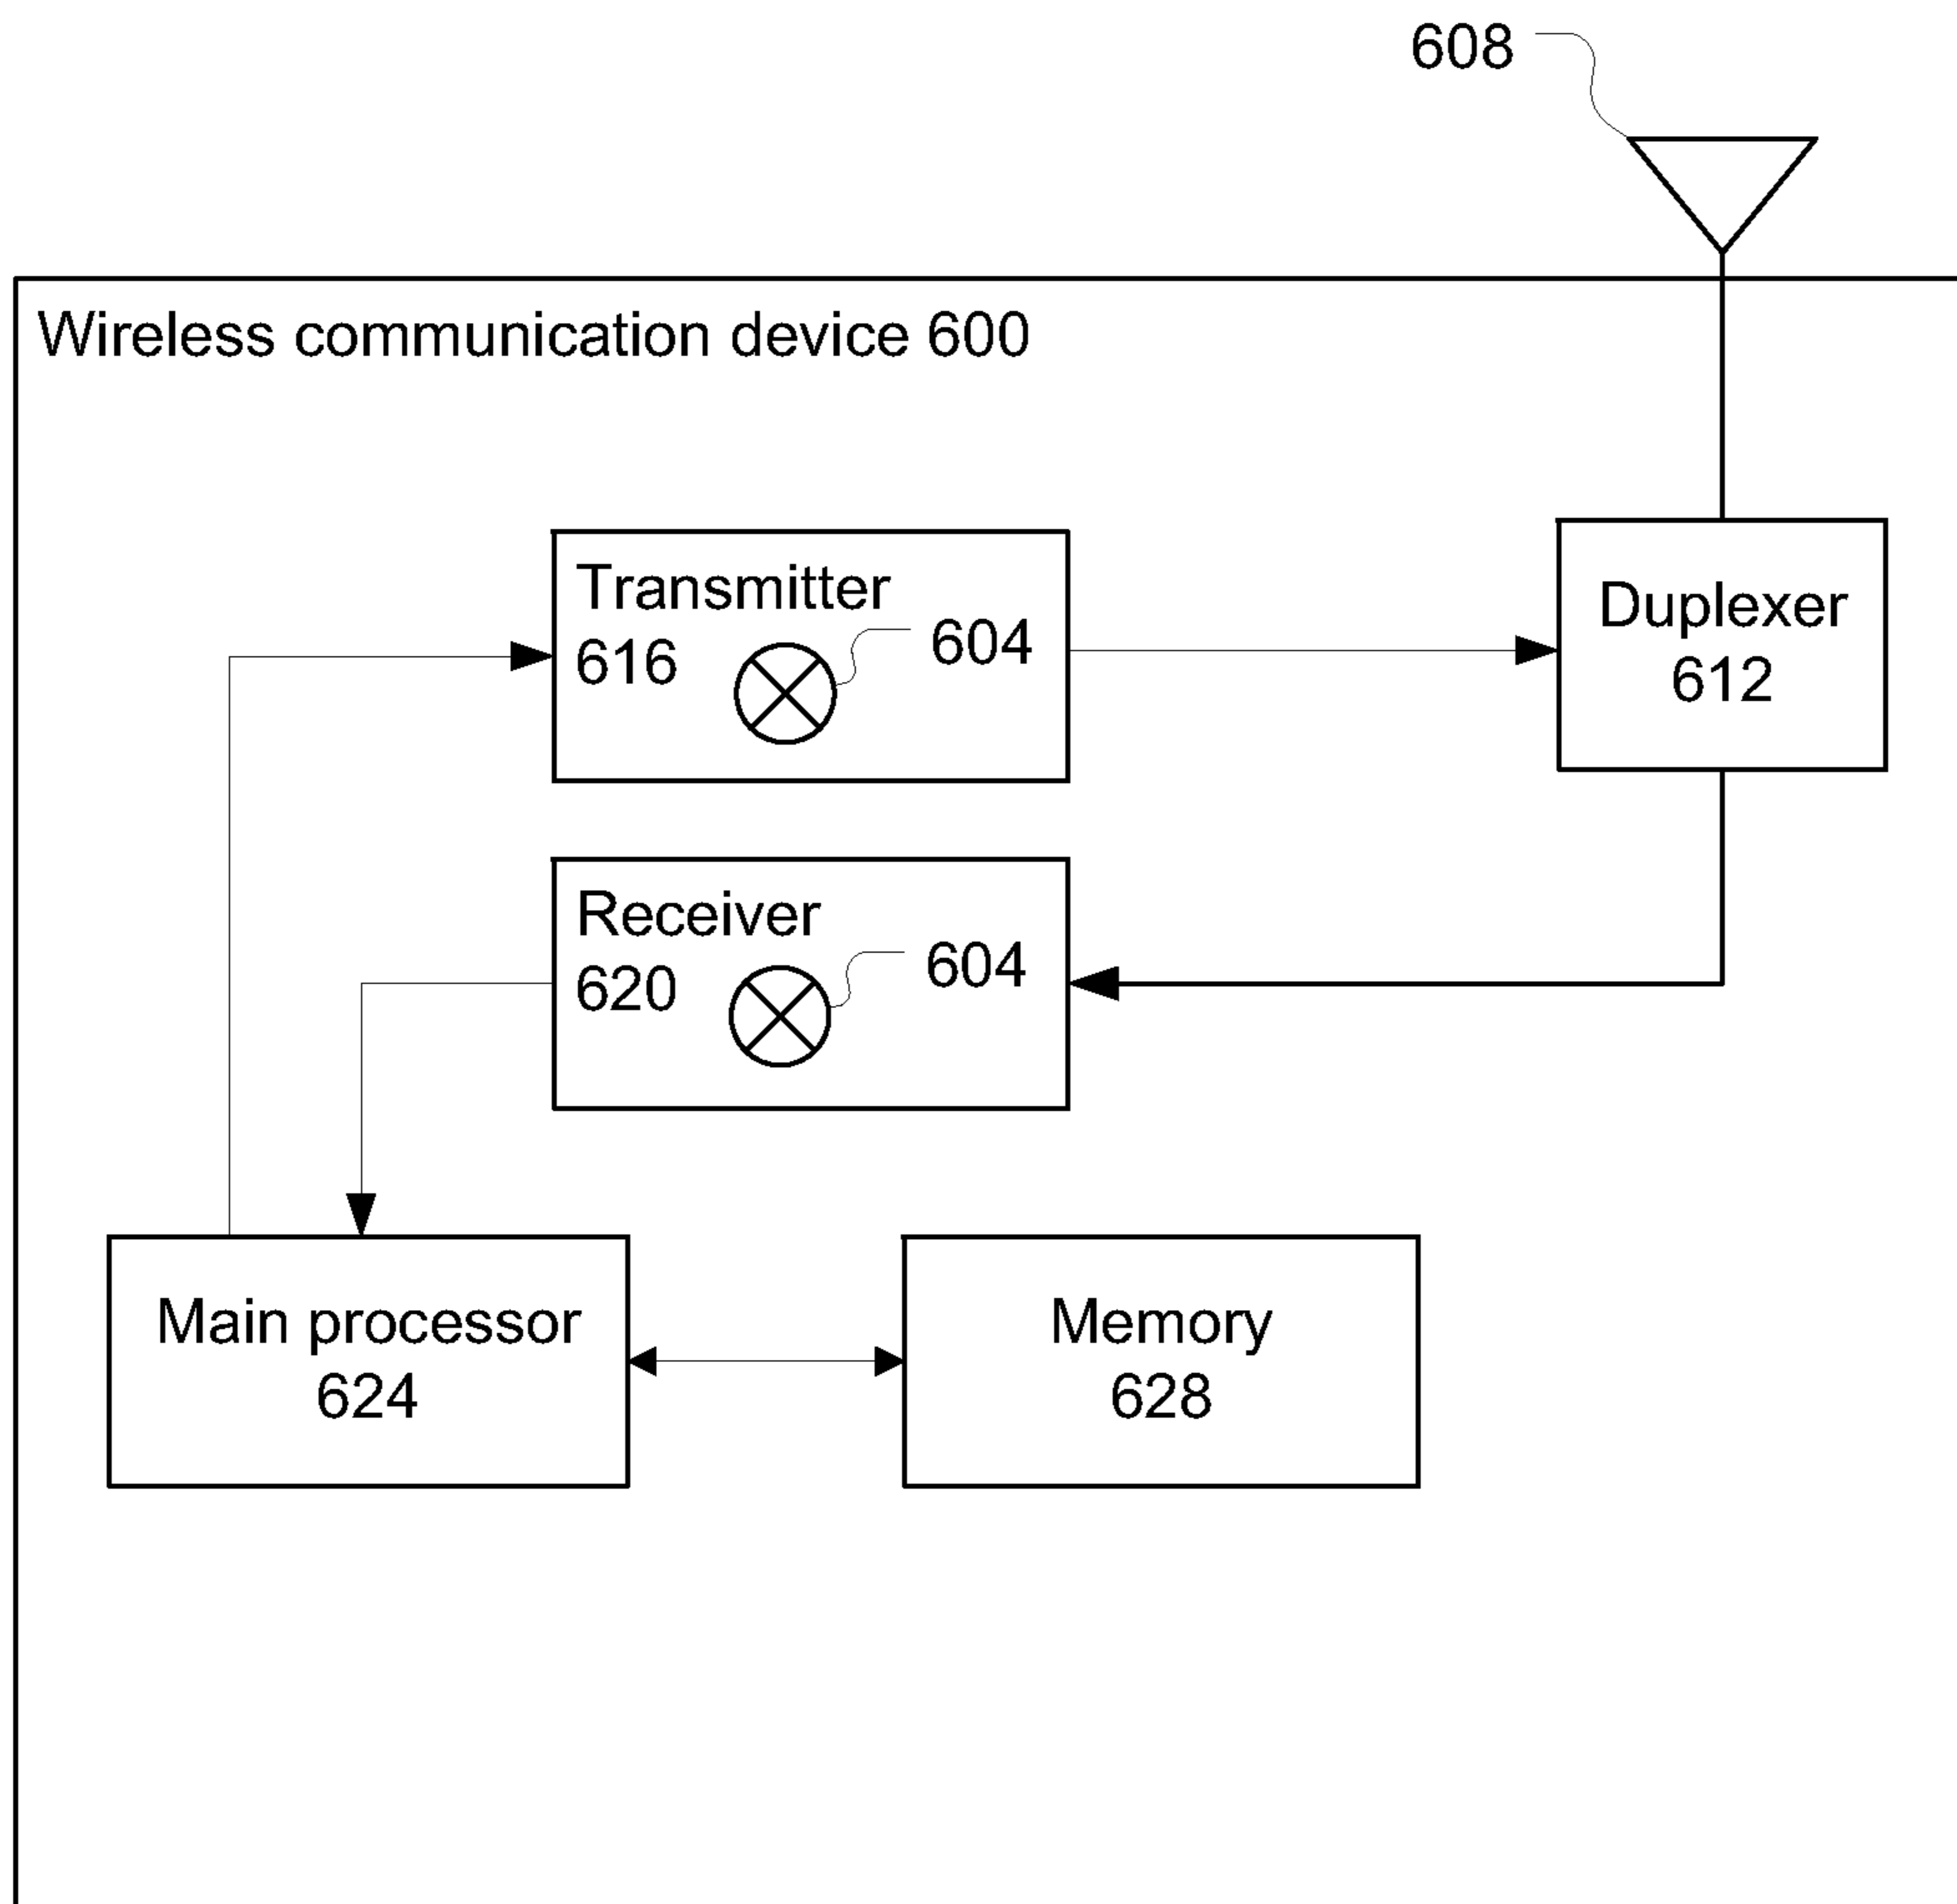 608
Wireless communication device 600
Transmitter
616
604
Duplexer
612
Receiver
620
604
Main processor
624
Memory
628